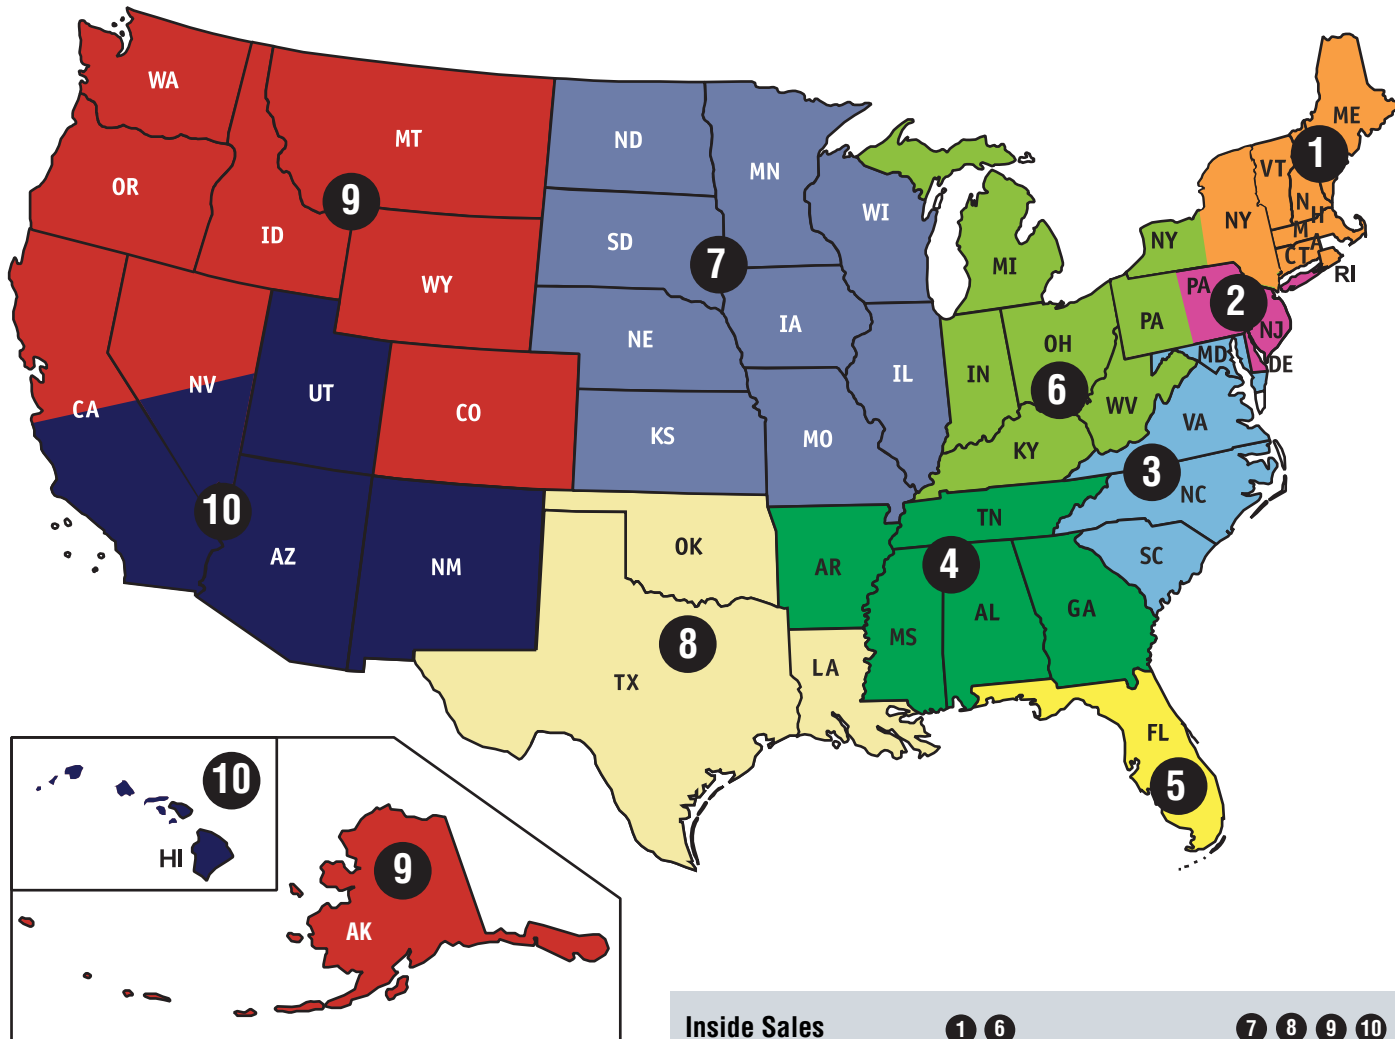 WA
MT
ND
MN
ME
1
VT
OR
9
WI
N
H
ID
SD
NY
NY
M
A
7
MI
CT
RI
WY
PA
2
IA
PA
NJ
NE
OH
MD
DE
NV
UT
IL
IN
6
CA
CO
WV
KS
MO
KY
VA
3
10
NC
TN
OK
SC
AZ
NM
AR
4
GA
AL
MS
8
TX
LA
FL
10
5
HI
9
AK
Inside Sales 1 6 7 8 9 10